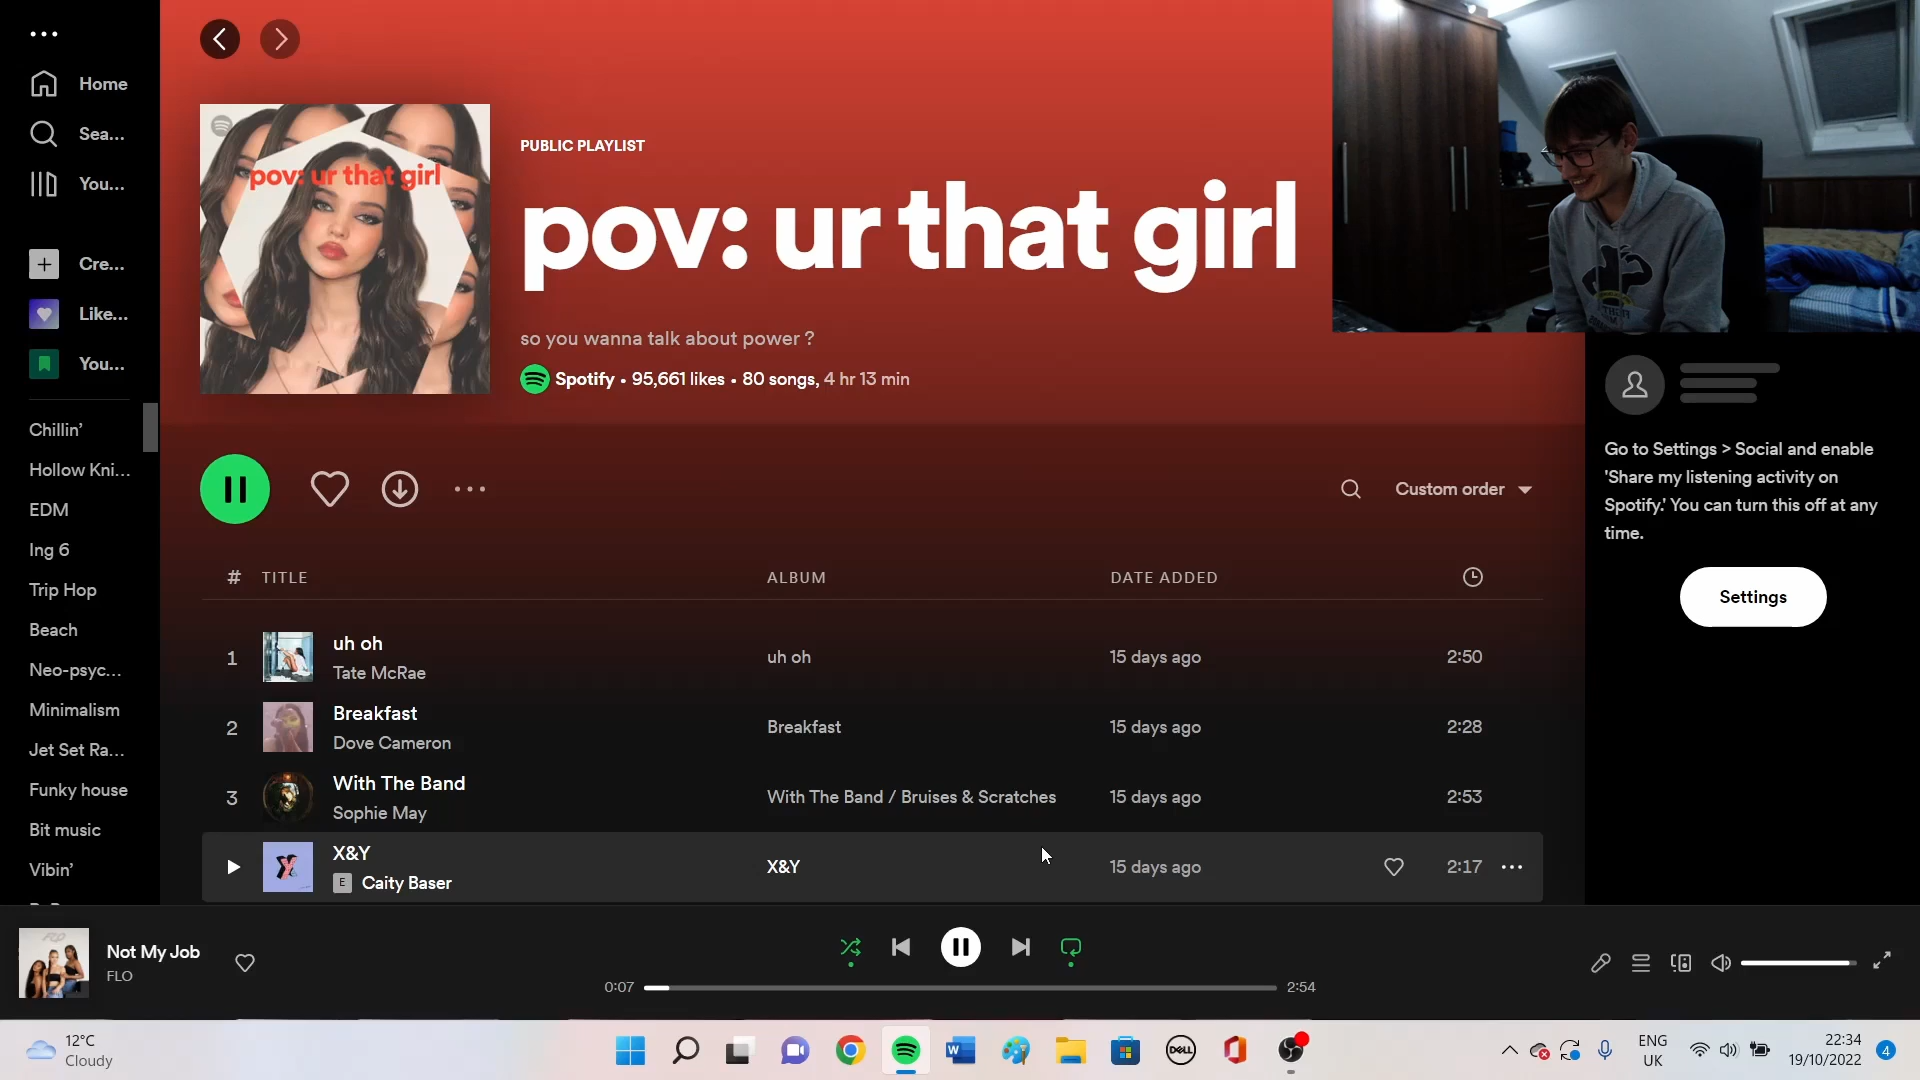 Home
Sea...
You...
Cre...
Like...
You...
Chillin'
Hollow Kni...
EDM
Ing 6
Trip Hop
Beach
Neo-psyc...
Minimalism
Jet Set Ra...
Funky house
Bit music
Vibin'
pov: ur that girl
PUBLIC PLAYLIST
pov: ur that girl
so you wanna talk about power ?
Spotify • 95,661 likes • 80 songs, 4 hr 13 min
Custom order
# TITLE ALBUM DATE ADDED
1 uh oh uh oh 15 days ago 2:50
Tate McRae
2 Breakfast Breakfast 15 days ago 2:28
Dove Cameron
3 With The Band With The Band / Bruises & Scratches 15 days ago 2:53
Sophie May
X&Y X&Y 15 days ago 2:17
E Caity Baser
Go to Settings > Social and enable
'Share my listening activity on
Spotify.' You can turn this off at any
time.
Settings
Not My Job
FLO
0:07 2:54
12°C
Cloudy
W
DELL
ENG
UK
22:34
19/10/2022
4